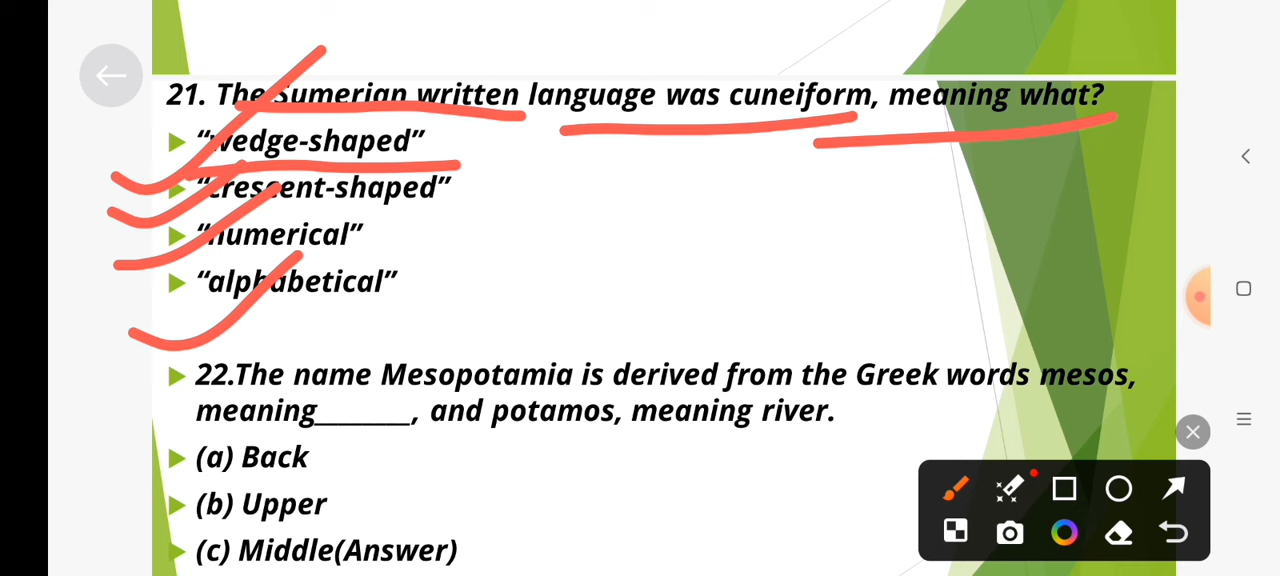 21. The Sumerian written language was cuneiform, meaning what?
“wedge-shaped”
“crescent-shaped”
“numerical”
“alphabetical”
22.The name Mesopotamia is derived from the Greek words mesos,
meaning_______, and potamos, meaning river.
(a) Back
(b) Upper
(c) Middle(Answer)